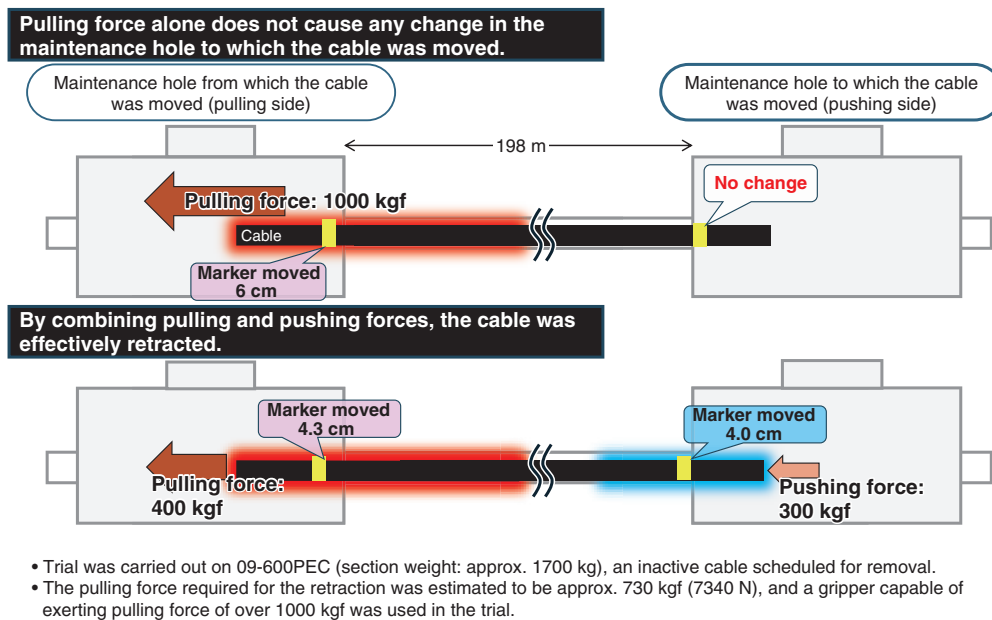 Pulling force alone does not cause any change in the
maintenance hole to which the cable was moved.
Maintenance hole from which the cable
was moved (pulling side)
Maintenance hole to which the cable
was moved (pushing side)
198 m
No change
Pulling force: 1000 kgf
Cable
Marker moved
6 cm
By combining pulling and pushing forces, the cable was
effectively retracted.
Marker moved
4.3 cm
Marker moved
4.0 cm
Pulling force:
400 kgf
Pushing force:
300 kgf
• Trial was carried out on 09-600PEC (section weight: approx. 1700 kg), an inactive cable scheduled for removal.
• The pulling force required for the retraction was estimated to be approx. 730 kgf (7340 N), and a gripper capable of
exerting pulling force of over 1000 kgf was used in the trial.